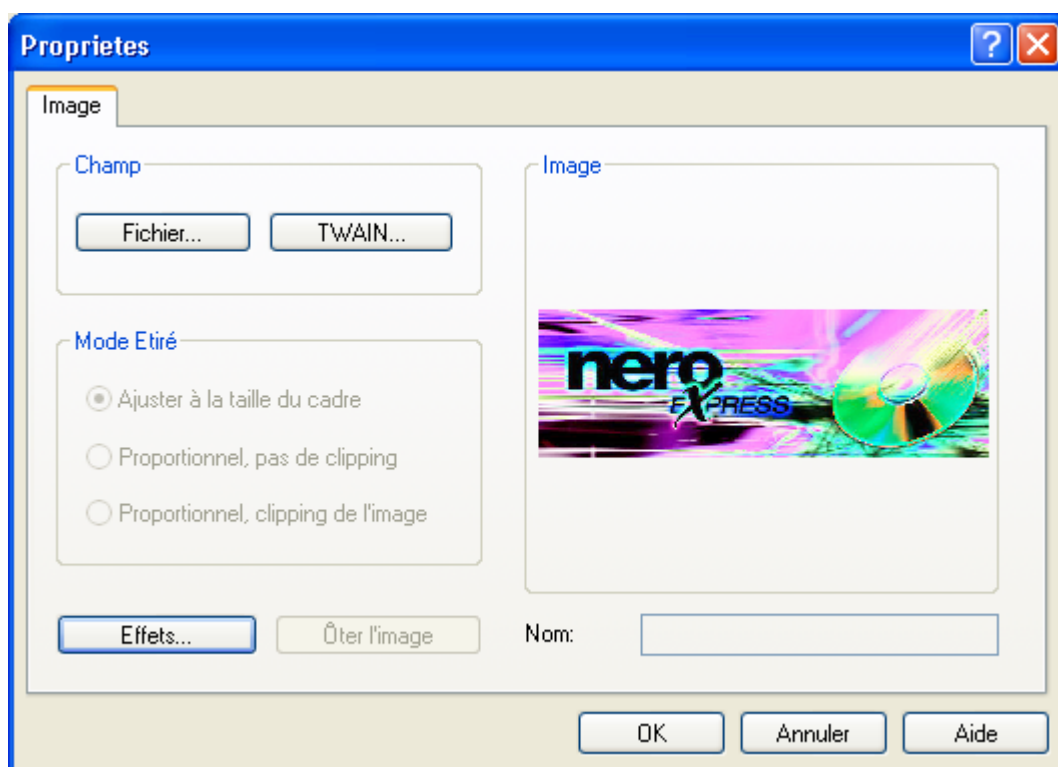 Proprietes
Image
Champ
Fichier...
TWAIN...
Mode Etiré
Ajuster à la taille du cadre
Proportionnel, pas de clipping
Proportionnel, clipping de l'image
Effets...
Ôter l'image
Image
nero
EXPRESS
Nom:
OK
Annuler
Aide